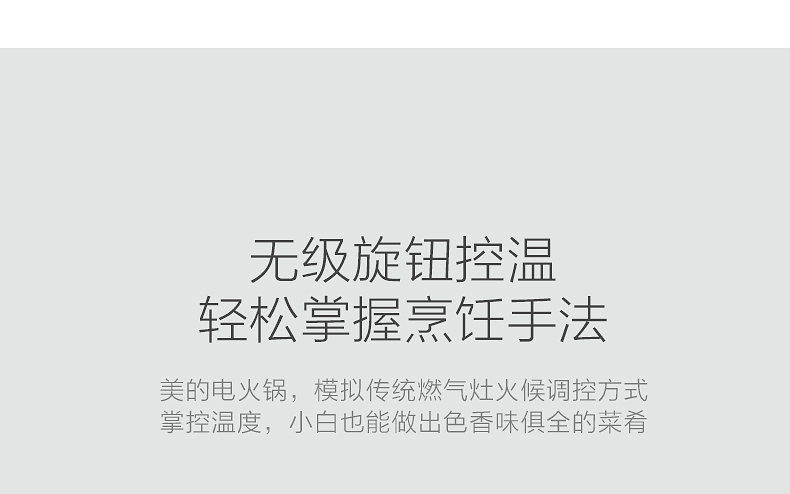 无级旋钮控温
轻松掌握烹饪手法
美的电火锅，模拟传统燃气灶火候调控方式
掌控温度，小白也能做出色香味俱全的菜肴